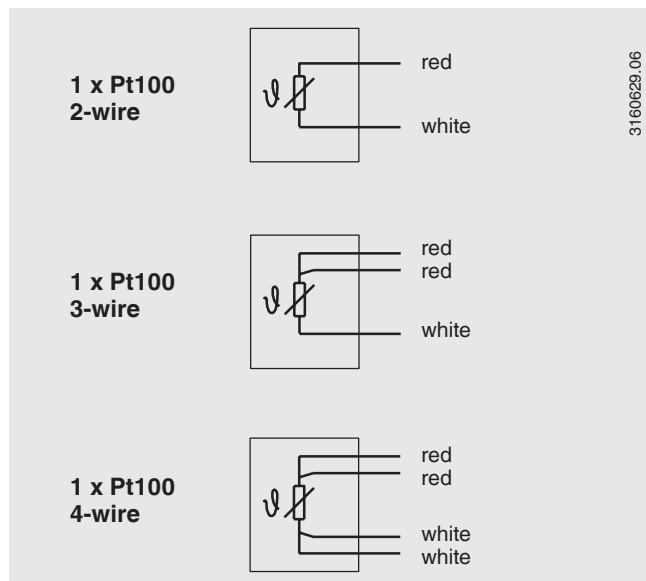 1 x Pt100
2-wire
red
white
3160629.06
1 x Pt100
3-wire
red
red
white
1 x Pt100
4-wire
red
red
white
white
ϑ
ϑ
ϑ